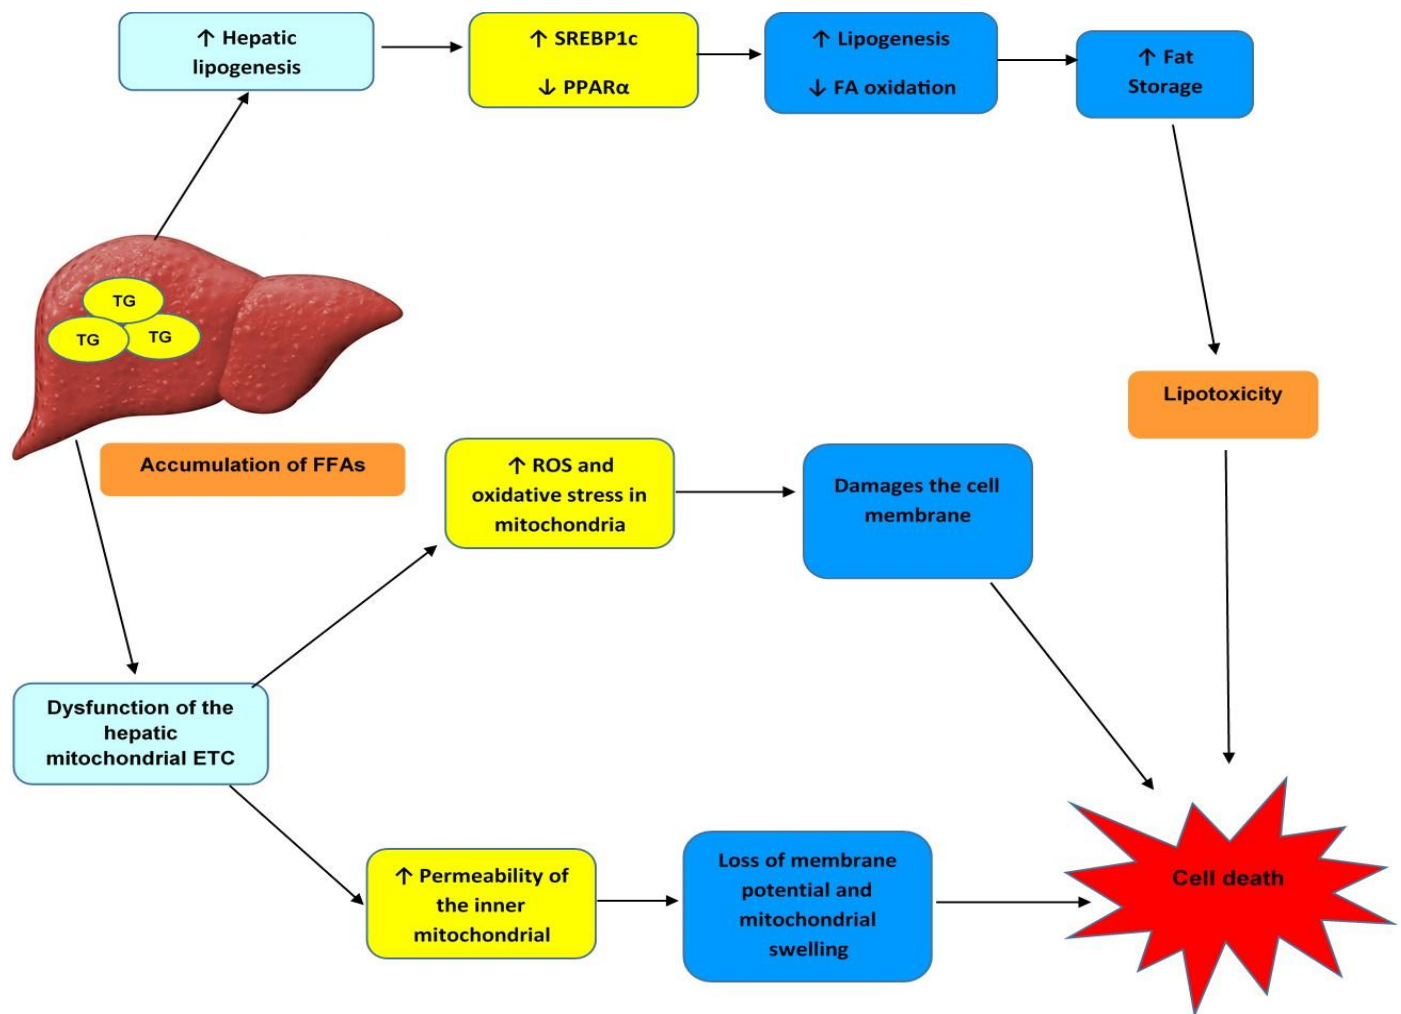 ↑ Hepatic
lipogenesis
↑ SREBP1c
↓ PPARα
↑ Lipogenesis
↓ FA oxidation
↑ Fat
Storage
TG
TG
TG
Lipotoxicity
Accumulation of FFAs
↑ ROS and
oxidative stress in
mitochondria
Damages the cell
membrane
Dysfunction of the
hepatic
mitochondrial ETC
↑ Permeability of
the inner
mitochondrial
Loss of membrane
potential and
mitochondrial
swelling
Cell death